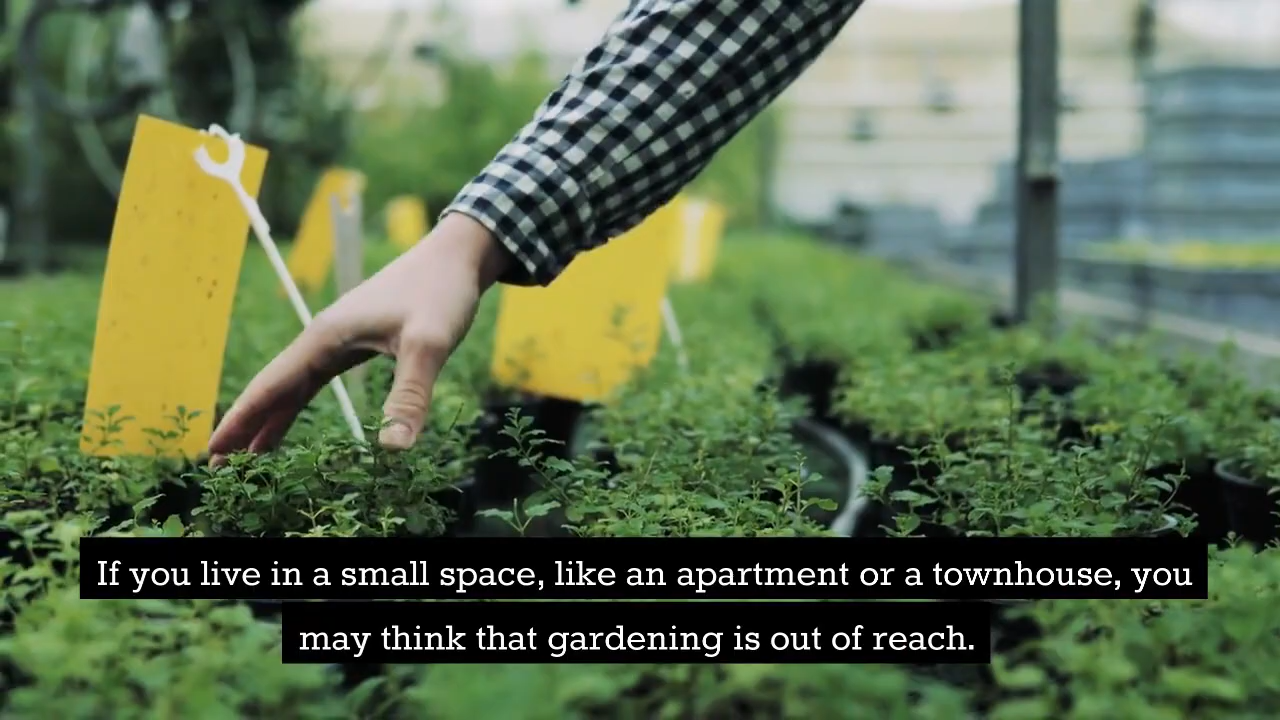 If you live in a small space, like an apartment or a townhouse, you
may think that gardening is out of reach.